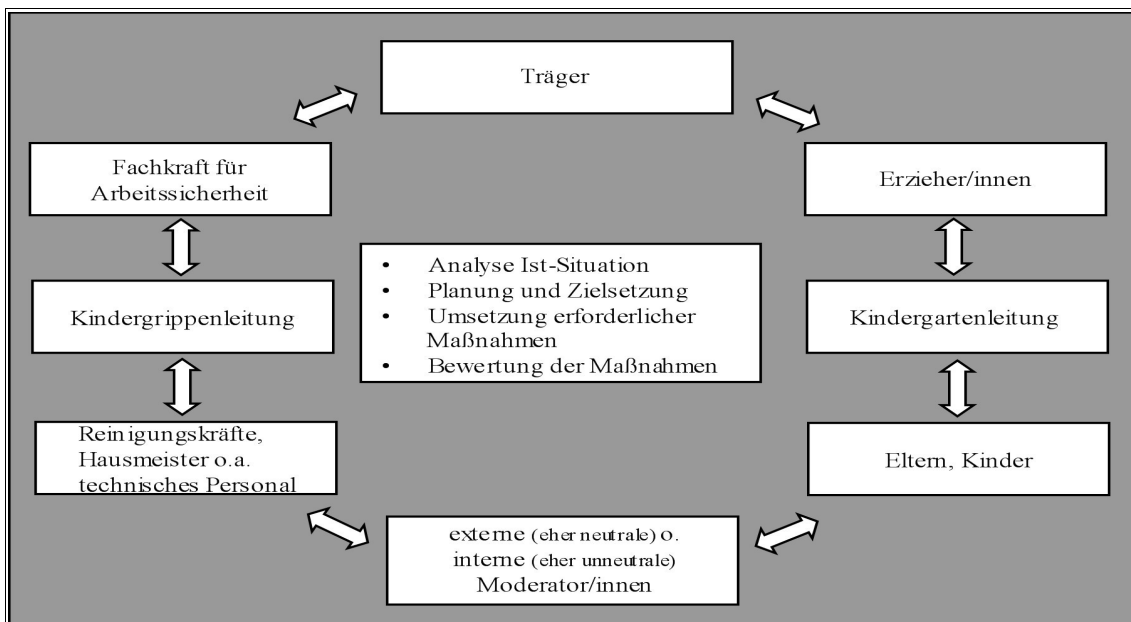 Träger
Fachkraft für
Arbeitssicherheit
Erzieher/innen
• Analyse Ist-Situation
• Planung und Zielsetzung
• Umsetzung erforderlicher
Maßnahmen
• Bewertung der Maßnahmen
Kindergrippenleitung
Kindergartenleitung
Reinigungskräfte,
Hausmeister o.a.
technisches Personal
Eltern, Kinder
externe (eher neutrale) o.
interne (eher unneutrale)
Moderator/innen